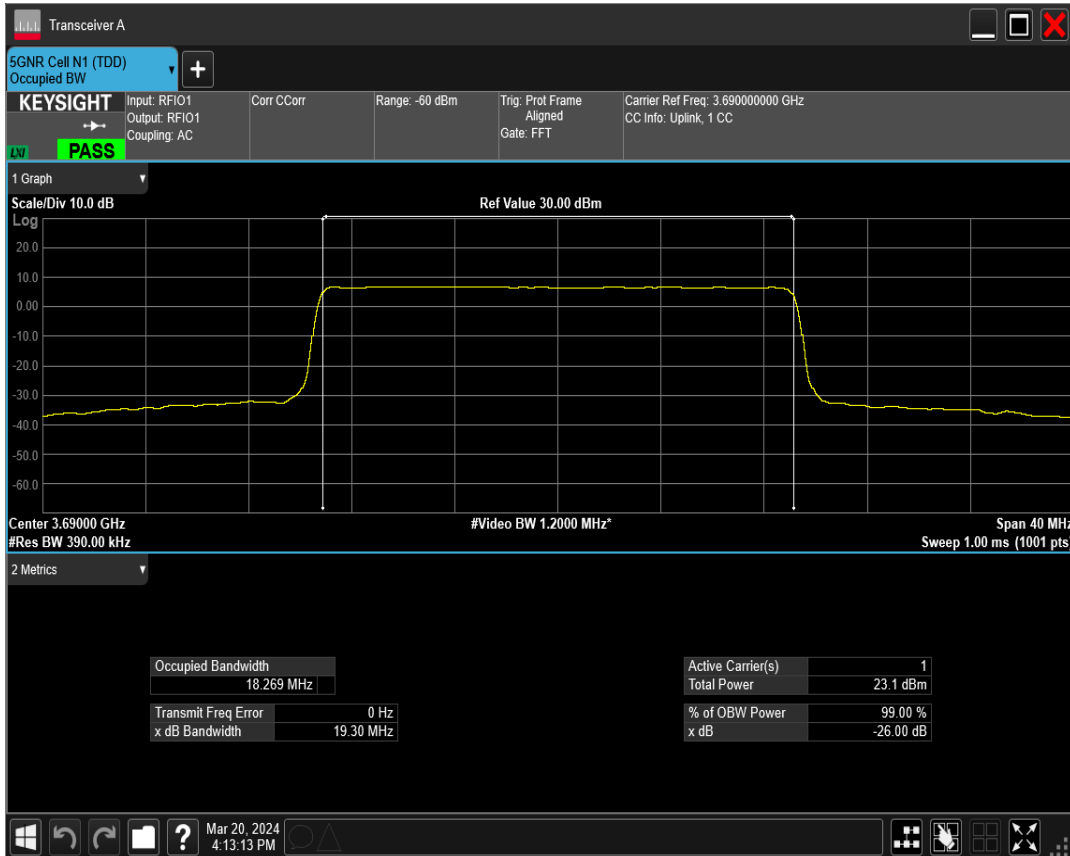 Transceiver A
5GNR Cell N1 (TDD)
Occupied BW
+
KEYSIGHT
LXI
PASS
Input: RFIO1
Output: RFIO1
Coupling: AC
Corr CCorr
Range: -60 dBm
Trig: Prot Frame
Aligned
Gate: FFT
Carrier Ref Freq: 3.690000000 GHz
CC Info: Uplink, 1 CC
1 Graph
Scale/Div 10.0 dB
Ref Value 30.00 dBm
Log
20.0
10.0
0.00
-10.0
-20.0
-30.0
-40.0
-50.0
-60.0
Center 3.69000 GHz
#Video BW 1.2000 MHz*
Span 40 MHz
#Res BW 390.00 kHz
Sweep 1.00 ms (1001 pts)
2 Metrics
Occupied Bandwidth
18.269 MHz
Transmit Freq Error 0 Hz
x dB Bandwidth 19.30 MHz
Active Carrier(s) 1
Total Power 23.1 dBm
% of OBW Power 99.00 %
x dB -26.00 dB
?
Mar 20, 2024
4:13:13 PM